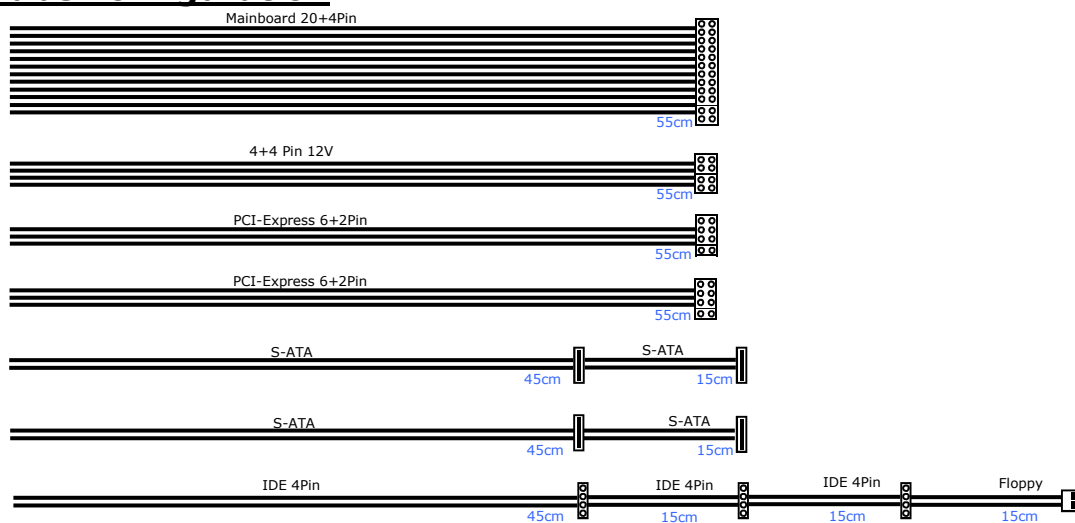 Mainboard 20+4Pin
55cm
4+4 Pin 12V
55cm
PCI-Express 6+2Pin
55cm
PCI-Express 6+2Pin
55cm
S-ATA S-ATA
45cm 15cm
S-ATA S-ATA
45cm 15cm
IDE 4Pin IDE 4Pin IDE 4Pin Floppy
45cm 15cm 15cm 15cm